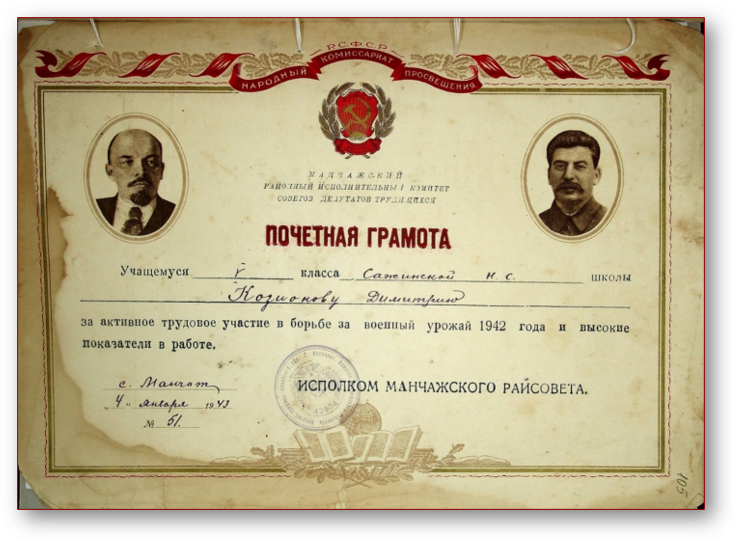 РСФСР
НАРОДНЫЙ КОМИССАРИАТ ПРОСВЕЩЕНИЯ
МАНЧАЖСКИЙ
РАЙОННЫЙ ИСПОЛНИТЕЛЬНЫЙ КОМИТЕТ
СОВЕТОВ ДЕПУТАТОВ ТРУДЯЩИХСЯ
ПОЧЕТНАЯ ГРАМОТА
Учащемуся V класса Сажинской н. с. школы
Козионову Димитрию
за активное трудовое участие в борьбе за военный урожай 1942 года и высокие
показатели в работе.
с. Манчаж
ИСПОЛКОМ МАНЧАЖСКОГО РАЙСОВЕТА.
„4" января 1943
№ 51.
105